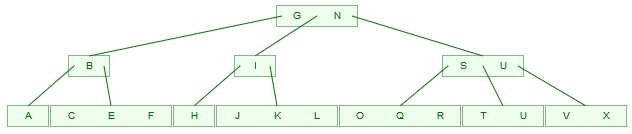 G N
B I S U
A C E F H J K L O Q R T U V X